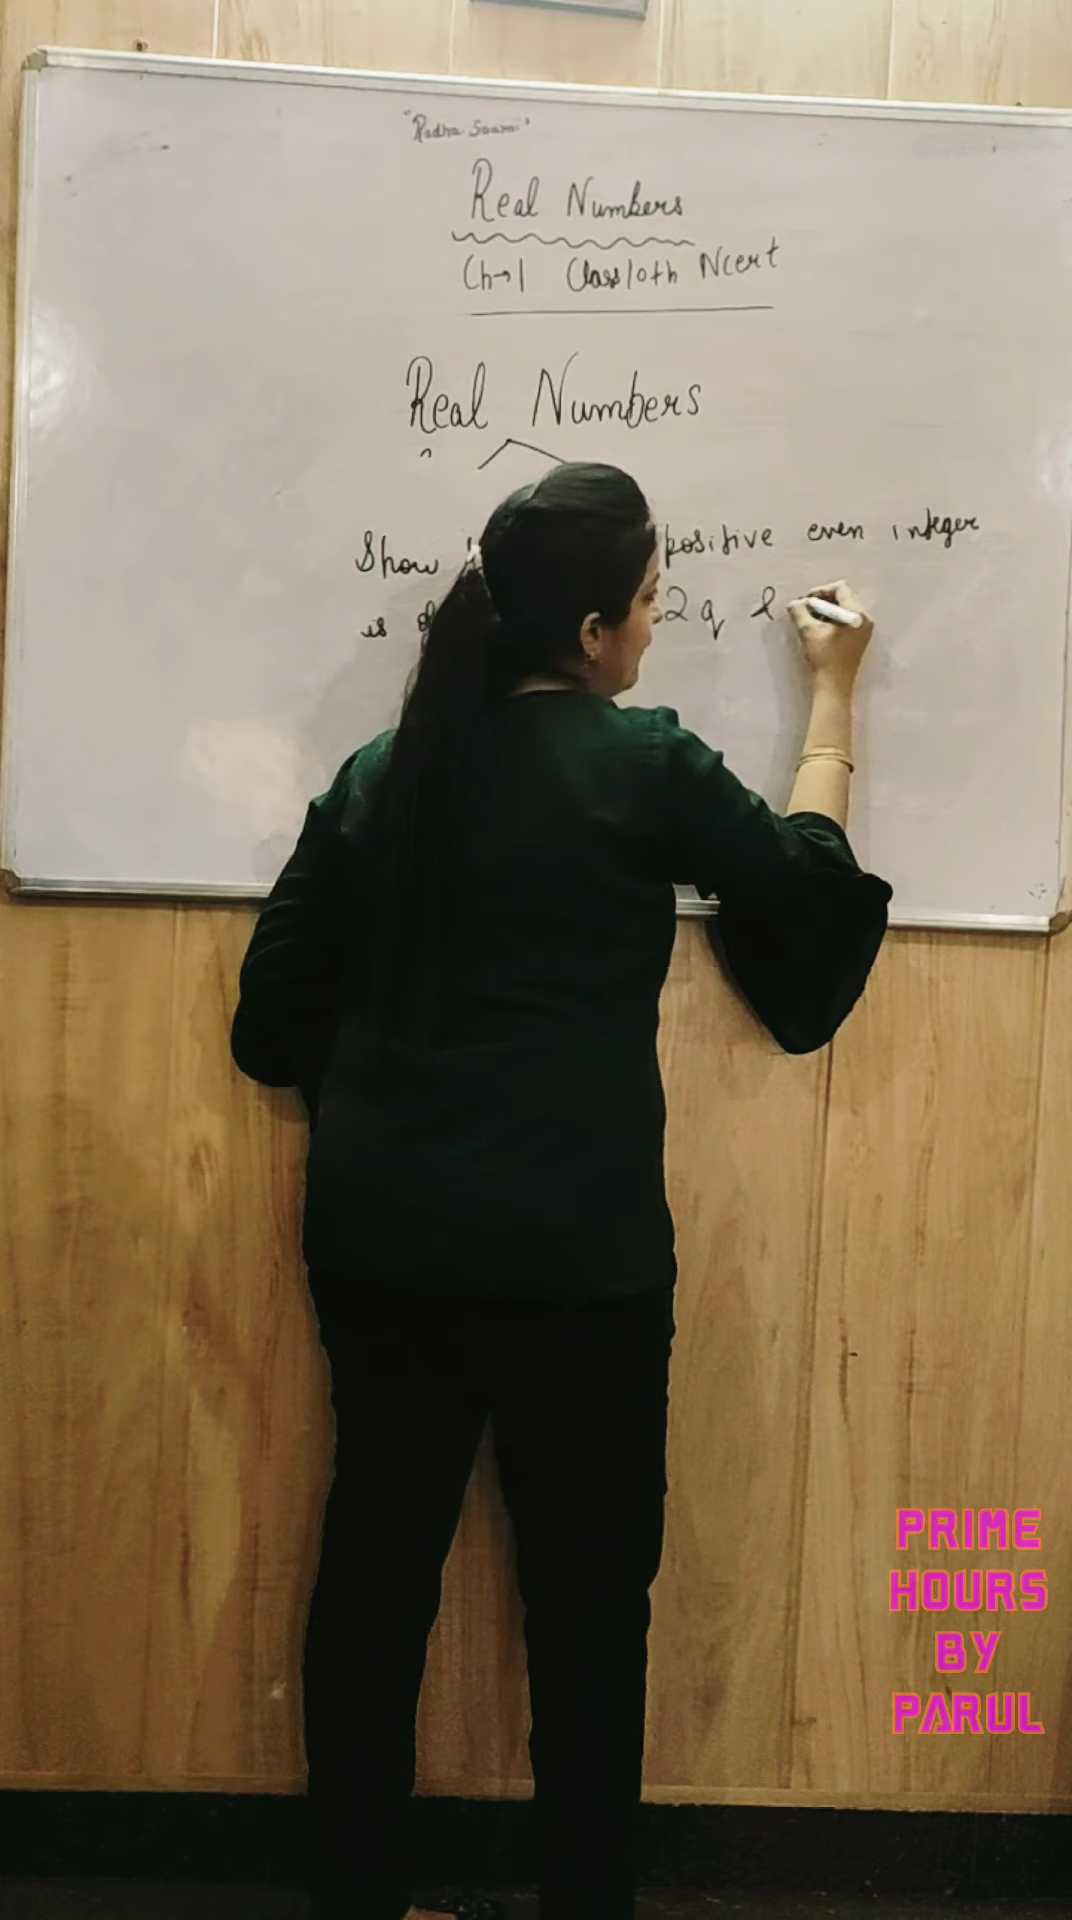 "Radha Soami"
Real Numbers
Ch→1 Class 10th Ncert
Real Numbers
Show positive even integer
is 2q &
PRIME
HOURS
BY
PARUL